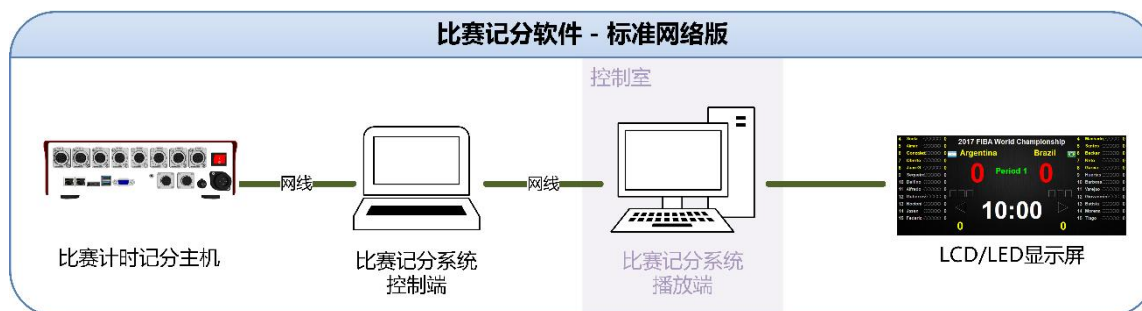 比赛记分软件 - 标准网络版
控制室
网线
网线
比赛计时记分主机
比赛记分系统
控制端
比赛记分系统
播放端
LCD/LED显示屏
2017 FIBA World Championship
Argentina
Brazil
0
Period 1
0
10:00
0
0